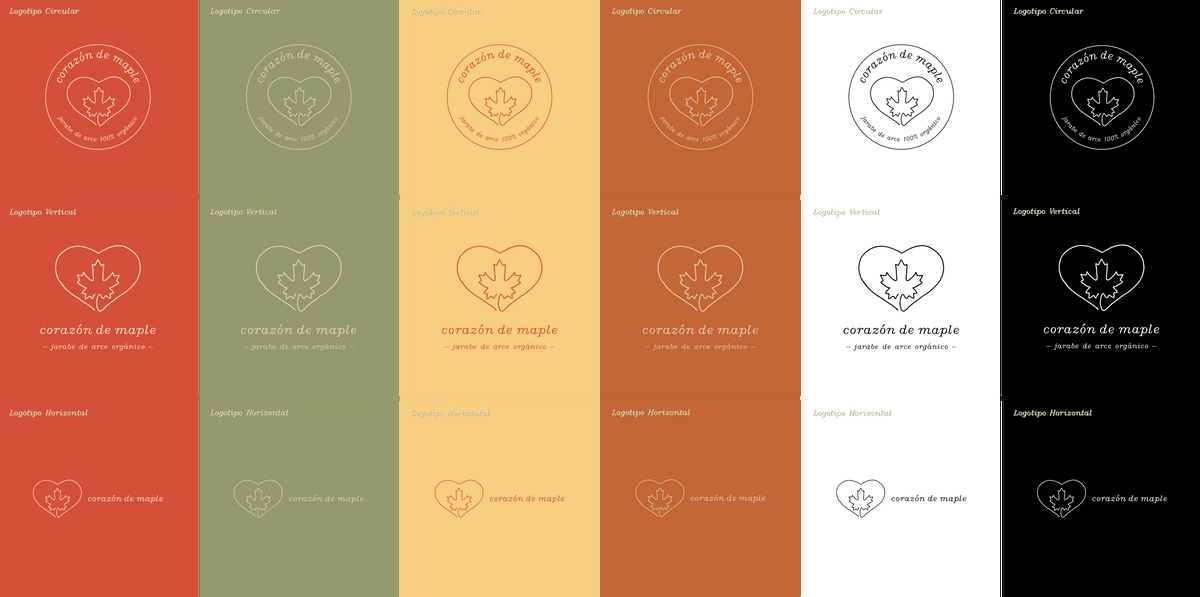 Logotipo Circular
corazón de maple
jarabe de arce 100% orgánico
Logotipo Circular
corazón de maple
jarabe de arce 100% orgánico
Logotipo Circular
corazón de maple
jarabe de arce 100% orgánico
Logotipo Circular
corazón de maple
jarabe de arce 100% orgánico
Logotipo Circular
corazón de maple
jarabe de arce 100% orgánico
Logotipo Circular
corazón de maple
jarabe de arce 100% orgánico
Logotipo Vertical
corazón de maple
– jarabe de arce orgánico –
Logotipo Vertical
corazón de maple
– jarabe de arce orgánico –
Logotipo Vertical
corazón de maple
– jarabe de arce orgánico –
Logotipo Vertical
corazón de maple
– jarabe de arce orgánico –
Logotipo Vertical
corazón de maple
– jarabe de arce orgánico –
Logotipo Vertical
corazón de maple
– jarabe de arce orgánico –
Logotipo Horizontal
corazón de maple
Logotipo Horizontal
corazón de maple
Logotipo Horizontal
corazón de maple
Logotipo Horizontal
corazón de maple
Logotipo Horizontal
corazón de maple
Logotipo Horizontal
corazón de maple